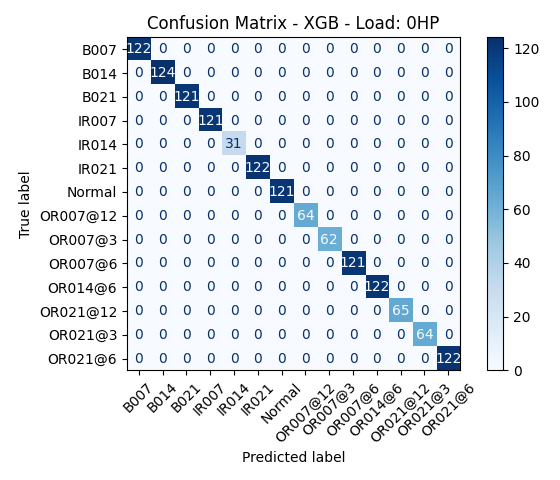 Confusion Matrix - XGB - Load: 0HP
True label
B007 122 0 0 0 0 0 0 0 0 0 0 0 0 0
B014 0 124 0 0 0 0 0 0 0 0 0 0 0 0
B021 0 0 121 0 0 0 0 0 0 0 0 0 0 0
IR007 0 0 0 121 0 0 0 0 0 0 0 0 0 0
IR014 0 0 0 0 31 0 0 0 0 0 0 0 0 0
IR021 0 0 0 0 0 122 0 0 0 0 0 0 0 0
Normal 0 0 0 0 0 0 121 0 0 0 0 0 0 0
OR007@12 0 0 0 0 0 0 0 64 0 0 0 0 0 0
OR007@3 0 0 0 0 0 0 0 0 62 0 0 0 0 0
OR007@6 0 0 0 0 0 0 0 0 0 121 0 0 0 0
OR014@6 0 0 0 0 0 0 0 0 0 0 122 0 0 0
OR021@12 0 0 0 0 0 0 0 0 0 0 0 65 0 0
OR021@3 0 0 0 0 0 0 0 0 0 0 0 0 64 0
OR021@6 0 0 0 0 0 0 0 0 0 0 0 0 0 122
B007 B014 B021 IR007 IR014 IR021 Normal OR007@12 OR007@3 OR007@6 OR014@6 OR021@12 OR021@3 OR021@6
Predicted label
120
100
80
60
40
20
0